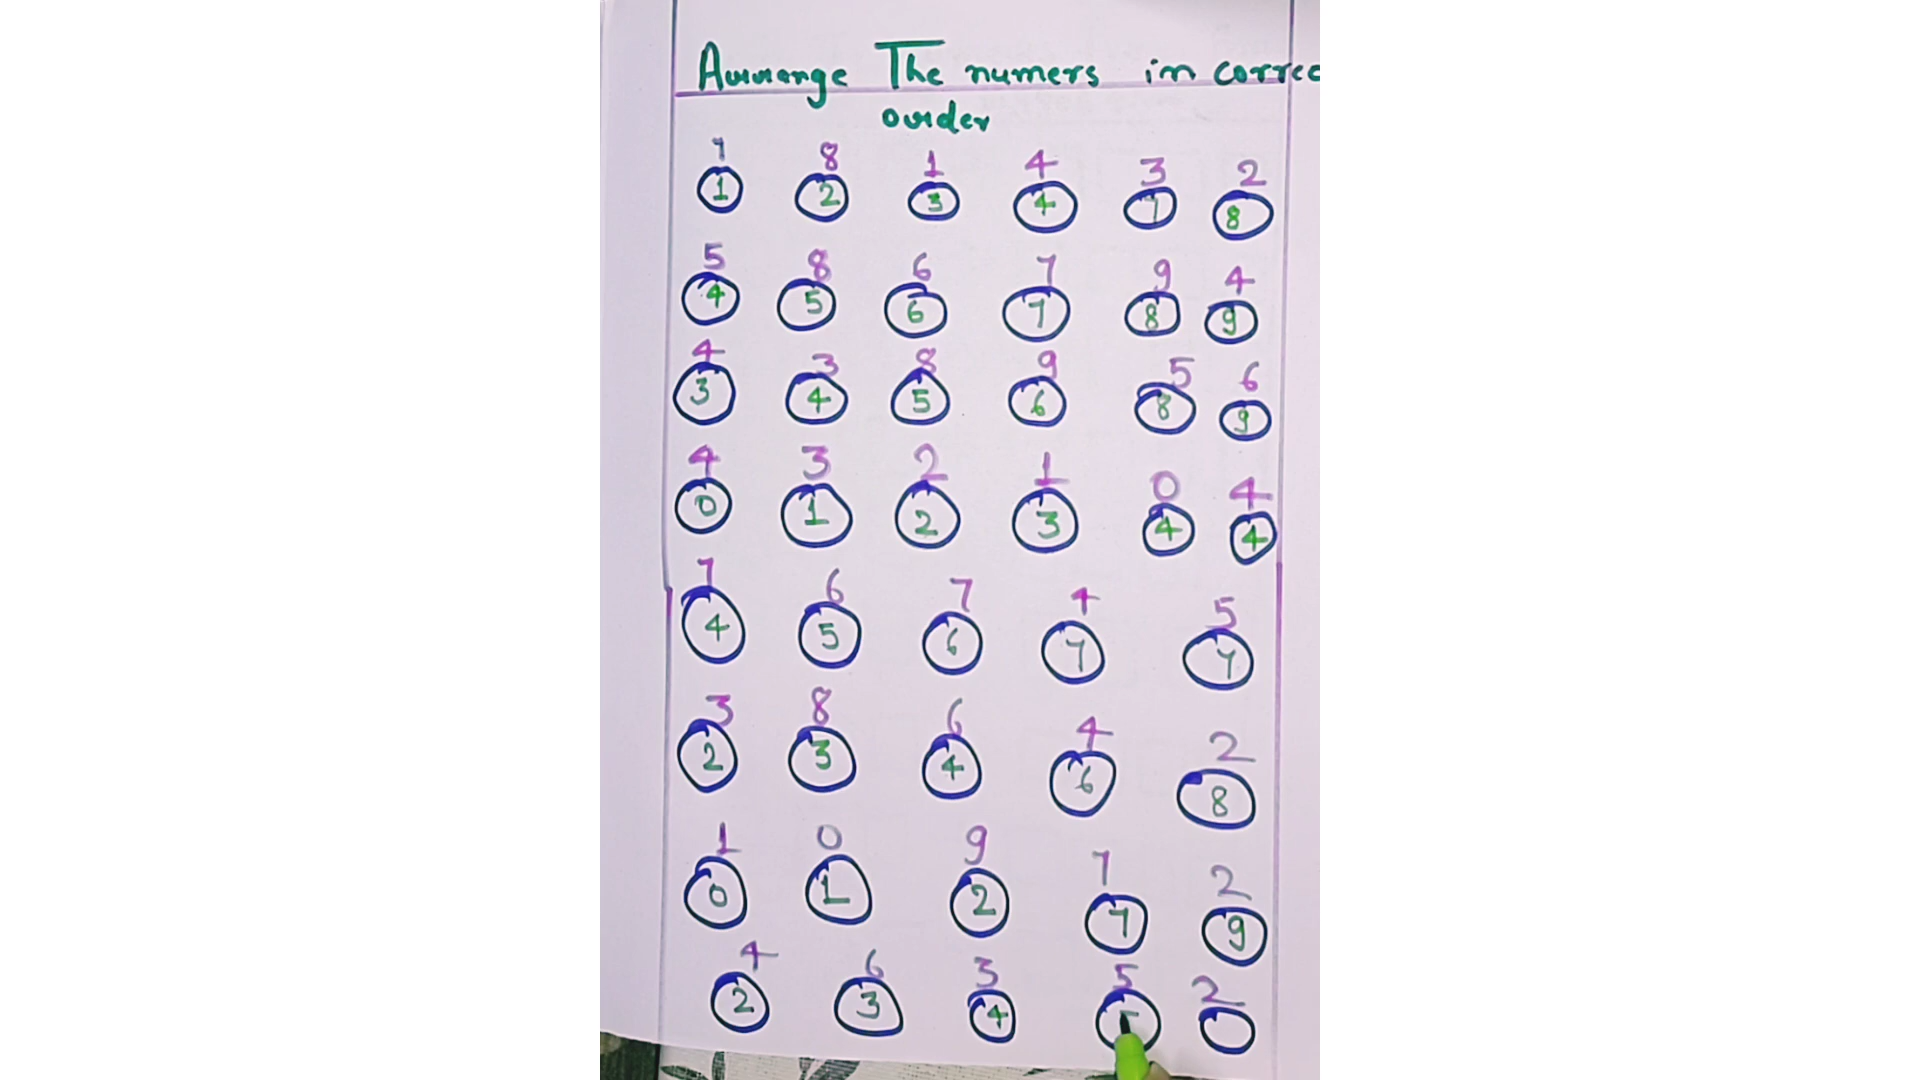 Arrange The numers in correc
order
7 8 1 4 3 2
1 2 3 4 7 8
5 8 6 7 9 4
4 5 6 7 8 9
4 3 8 9 5 6
3 4 5 6 8 9
4 3 2 1 0 4
0 1 2 3 4 4
7 6 7 4 5
4 5 6 7 7
3 8 6 4 2
2 3 4 6 8
1 0 9 7 2
0 1 2 7 9
4 6 3 5 2
2 3 4